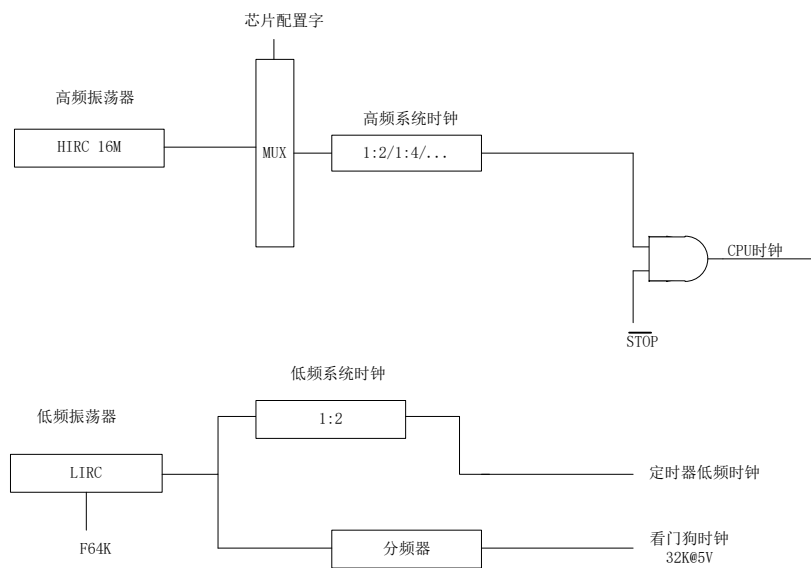 芯片配置字
高频振荡器
HIRC 16M
MUX
高频系统时钟
1:2/1:4/...
CPU时钟
STOP
低频系统时钟
低频振荡器
1:2
LIRC
定时器低频时钟
F64K
分频器
看门狗时钟
32K@5V